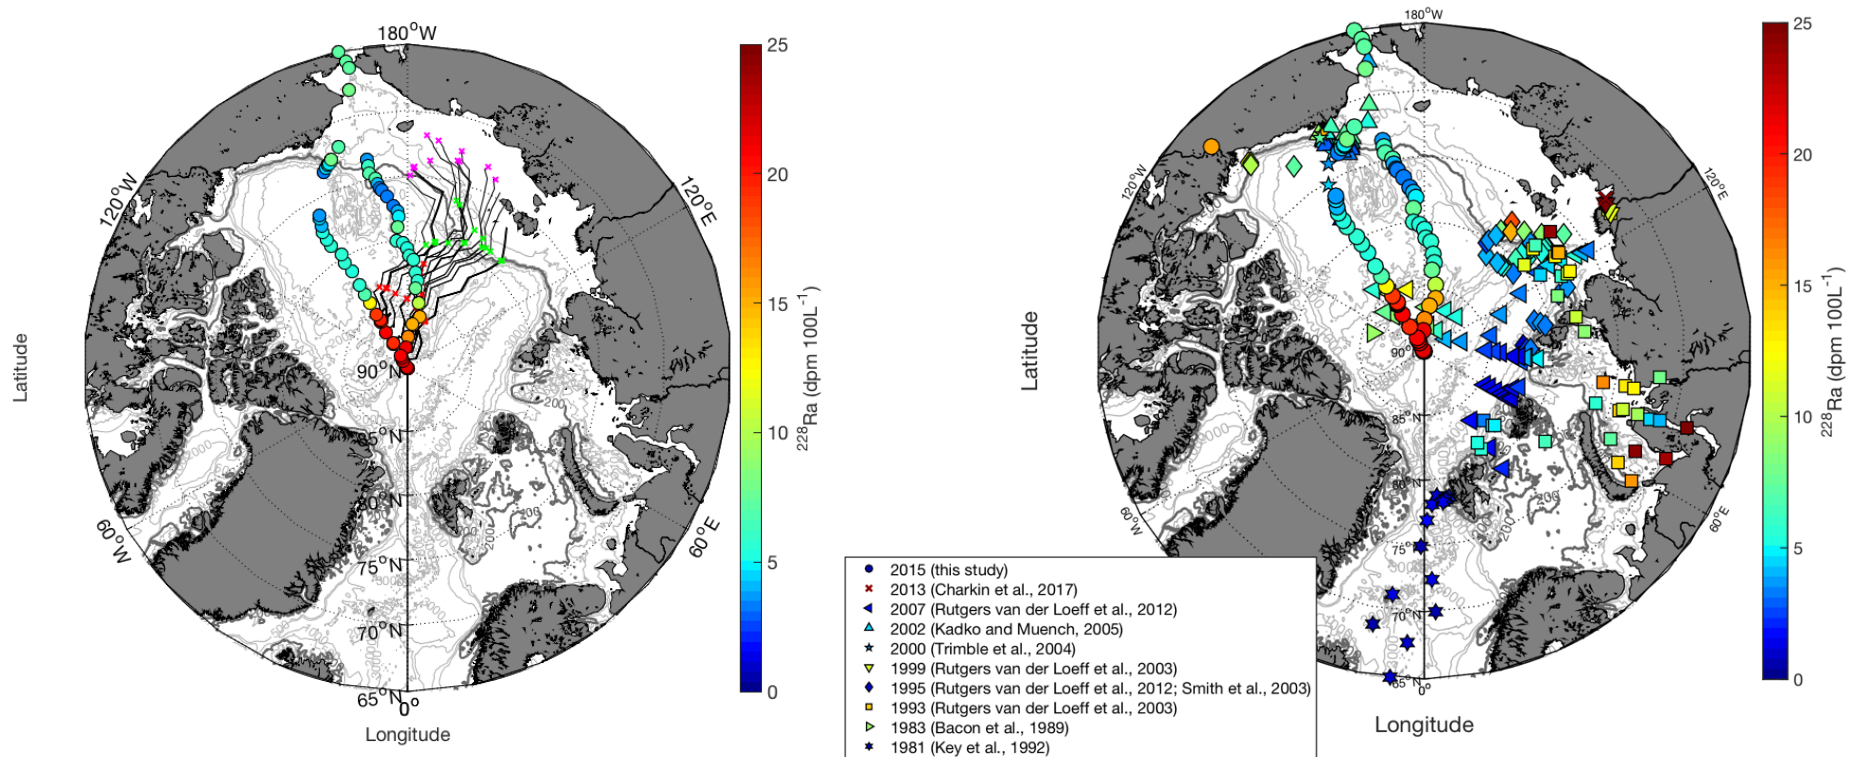 180°W
120°W
120°E
60°W
60°E
90°N
85°N
80°N
75°N
70°N
65°N
0°
200
200
Latitude
Longitude
25
20
15
10
5
0
228Ra (dpm 100L-1)
180°W
120°W
120°E
60°W
60°E
90°N
85°N
80°N
75°N
70°N
65°N
0°
200
200
Latitude
Longitude
25
20
15
10
5
0
228Ra (dpm 100L-1)
2015 (this study)
2013 (Charkin et al., 2017)
2007 (Rutgers van der Loeff et al., 2012)
2002 (Kadko and Muench, 2005)
2000 (Trimble et al., 2004)
1999 (Rutgers van der Loeff et al., 2003)
1995 (Rutgers van der Loeff et al., 2012; Smith et al., 2003)
1993 (Rutgers van der Loeff et al., 2003)
1983 (Bacon et al., 1989)
1981 (Key et al., 1992)